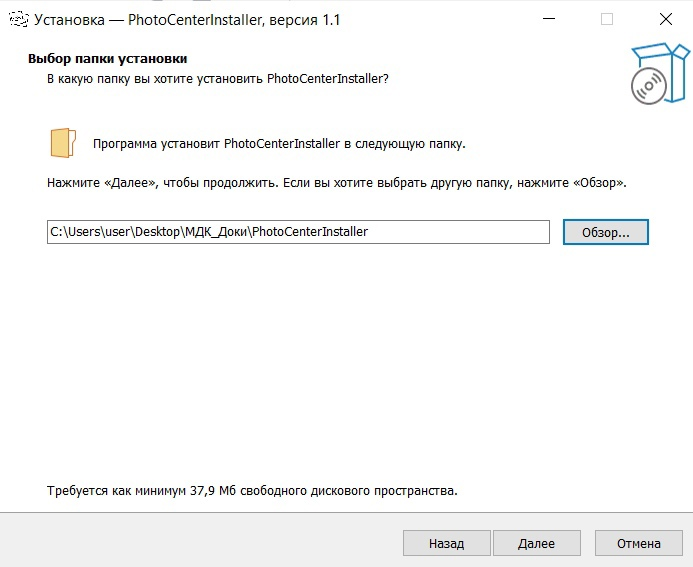 Установка — PhotoCenterInstaller, версия 1.1
Выбор папки установки
В какую папку вы хотите установить PhotoCenterInstaller?
Программа установит PhotoCenterInstaller в следующую папку.
Нажмите «Далее», чтобы продолжить. Если вы хотите выбрать другую папку, нажмите «Обзор».
C:\Users\user\Desktop\МДК_Доки\PhotoCenterInstaller
Обзор...
Требуется как минимум 37,9 Мб свободного дискового пространства.
Назад
Далее
Отмена